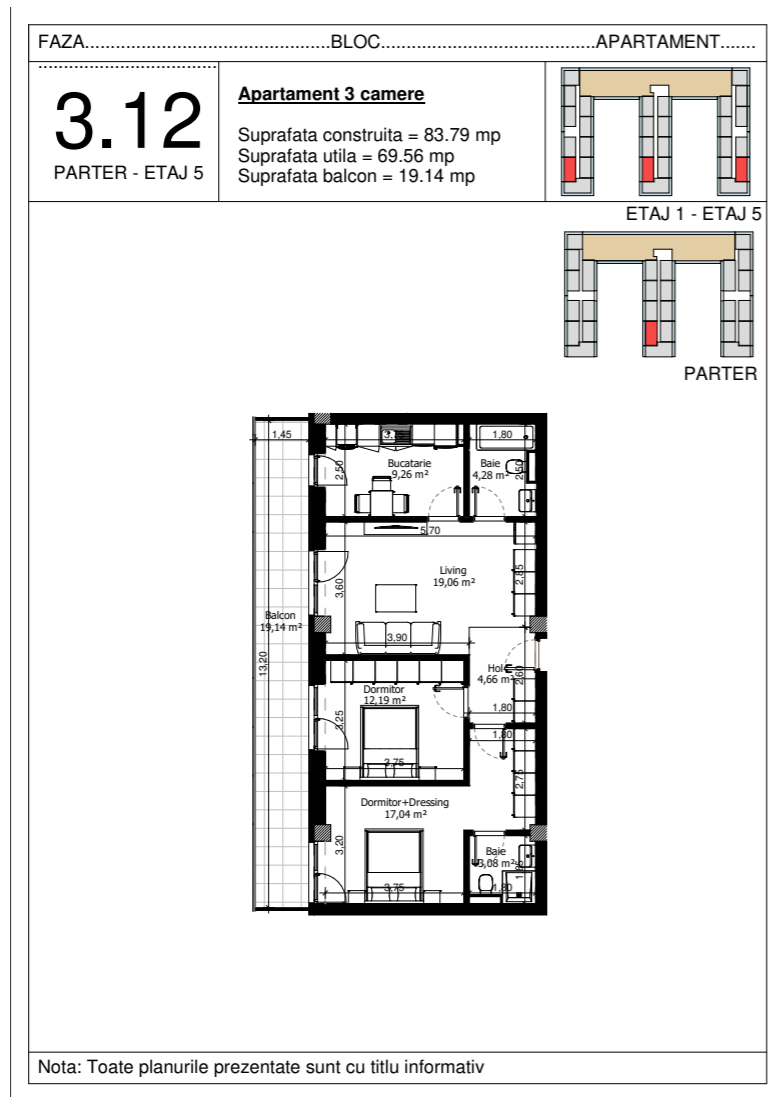 FAZA...............................................BLOC.........................................APARTAMENT.......
..................................
3.12
PARTER - ETAJ 5
Apartament 3 camere
Suprafata construita = 83.79 mp
Suprafata utila = 69.56 mp
Suprafata balcon = 19.14 mp
ETAJ 1 - ETAJ 5
PARTER
1.45
1,80
Bucatarie
9,26 m²
2,50
Baie
4,28 m²
2,50
5,70
Living
19,06 m²
3,60
2,85
Balcon
19,14 m²
13,20
3,90
Hol
4,66 m²
2,60
1,80
Dormitor
12,19 m²
3,25
3,75
1,80
2,75
Dormitor+Dressing
17,04 m²
3,20
3,75
Baie
3,08 m²
1,80
Nota: Toate planurile prezentate sunt cu titlu informativ